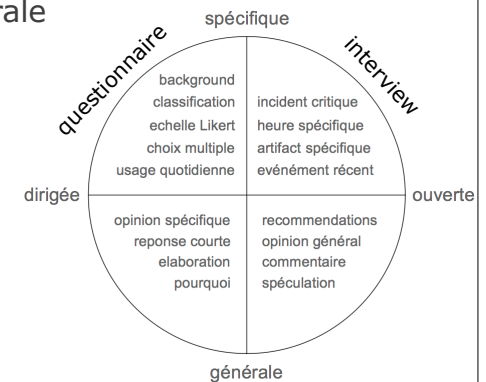 rale
spécifique
questionnaire
interview
background
classification
echelle Likert
choix multiple
usage quotidienne
incident critique
heure spécifique
artifact spécifique
evénément récent
dirigée
ouverte
opinion spécifique
reponse courte
elaboration
pourquoi
recommendations
opinion général
commentaire
spéculation
générale